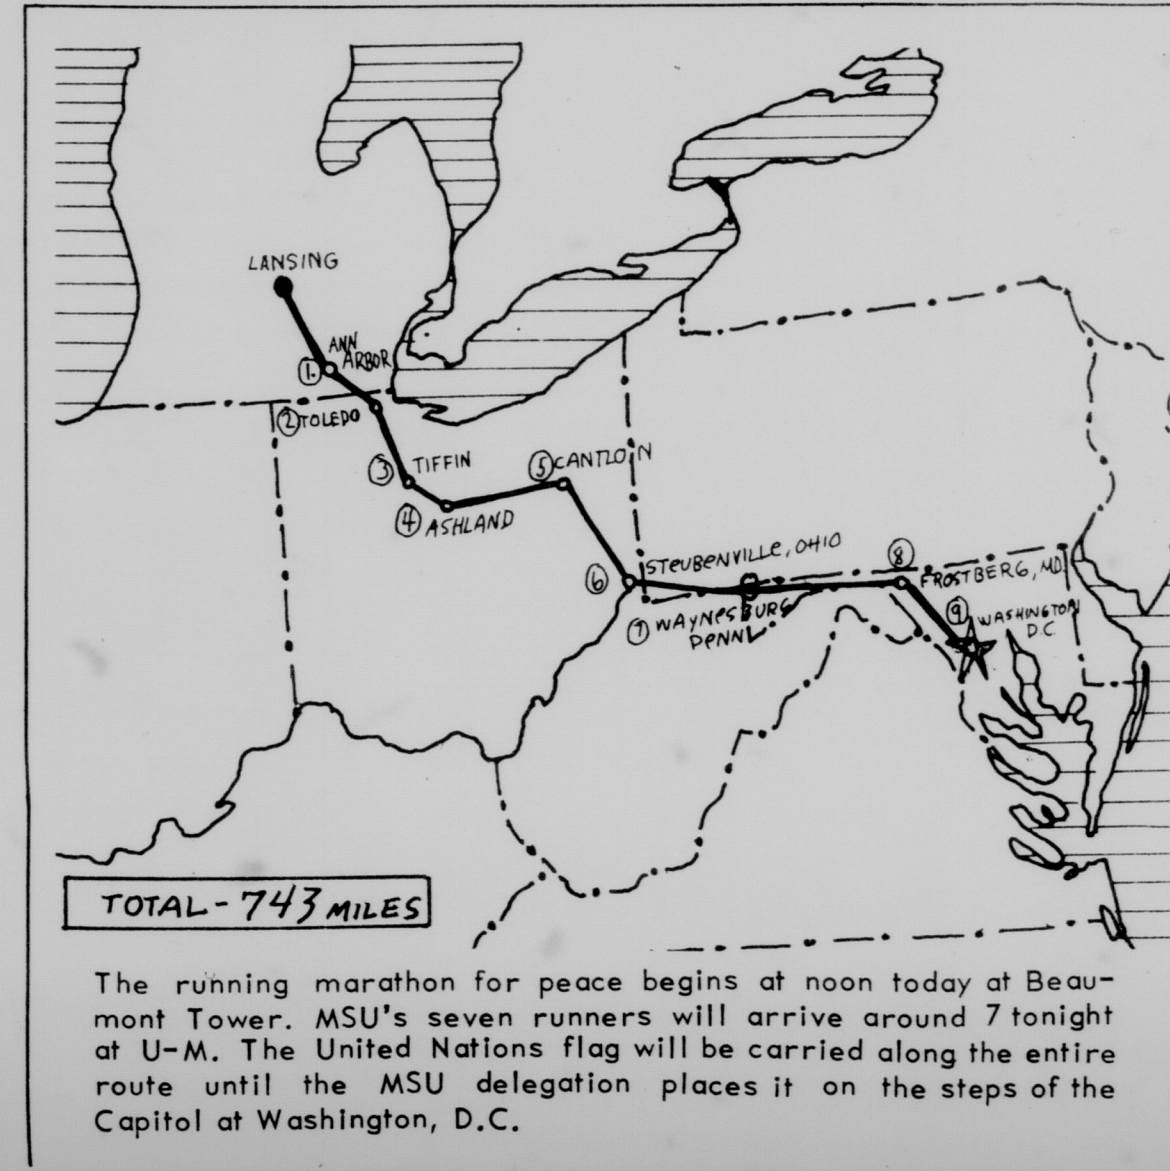 LANSING
ANN
ARBOR
1.
2 TOLEDO
3 TIFFIN
4 ASHLAND
5 CANTION
6 STEUBENVILLE, OHIO
7 WAYNESBURG
PENN
8 FROSTBERG, MD.
9 WASHINGTON
D.C.
TOTAL - 743 MILES
The running marathon for peace begins at noon today at Beau-
mont Tower. MSU's seven runners will arrive around 7 tonight
at U-M. The United Nations flag will be carried along the entire
route until the MSU delegation places it on the steps of the
Capitol at Washington, D.C.